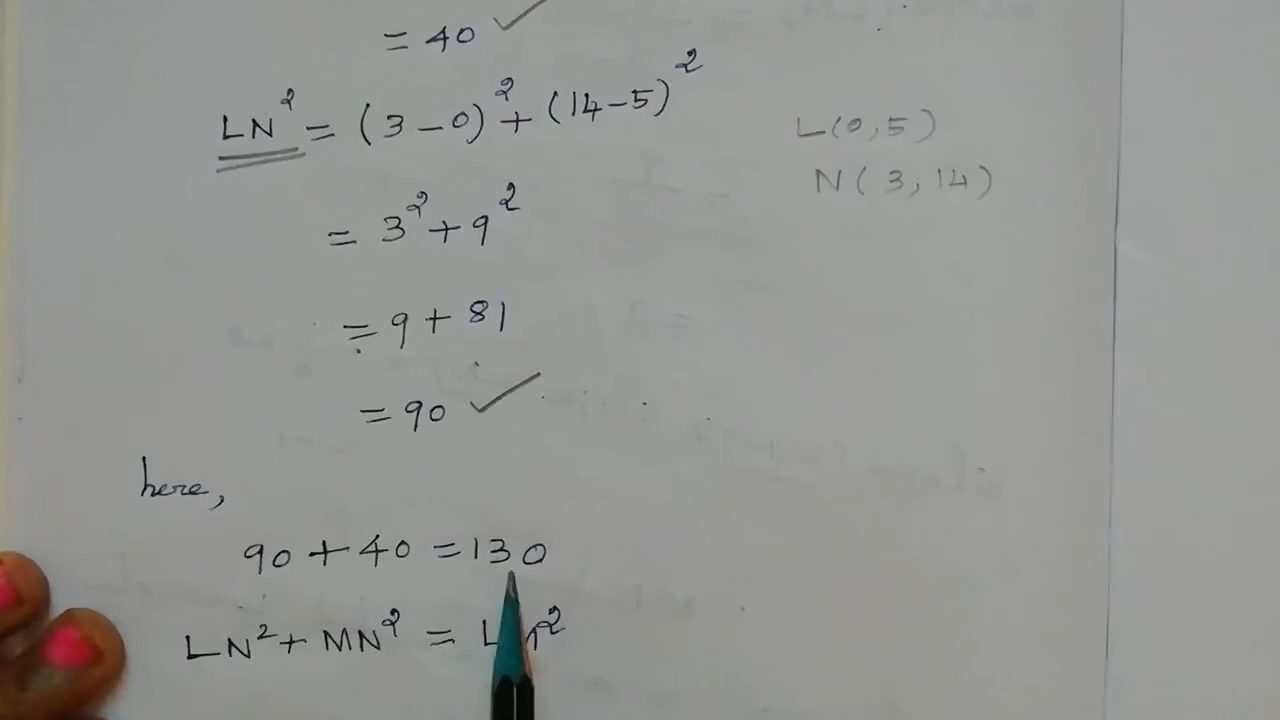 = 40 ✓
LN² = (3 - 0)² + (14 - 5)²
L(0, 5)
N(3, 14)
= 3² + 9²
= 9 + 81
= 90 ✓
here,
90 + 40 = 130
LN² + MN² =